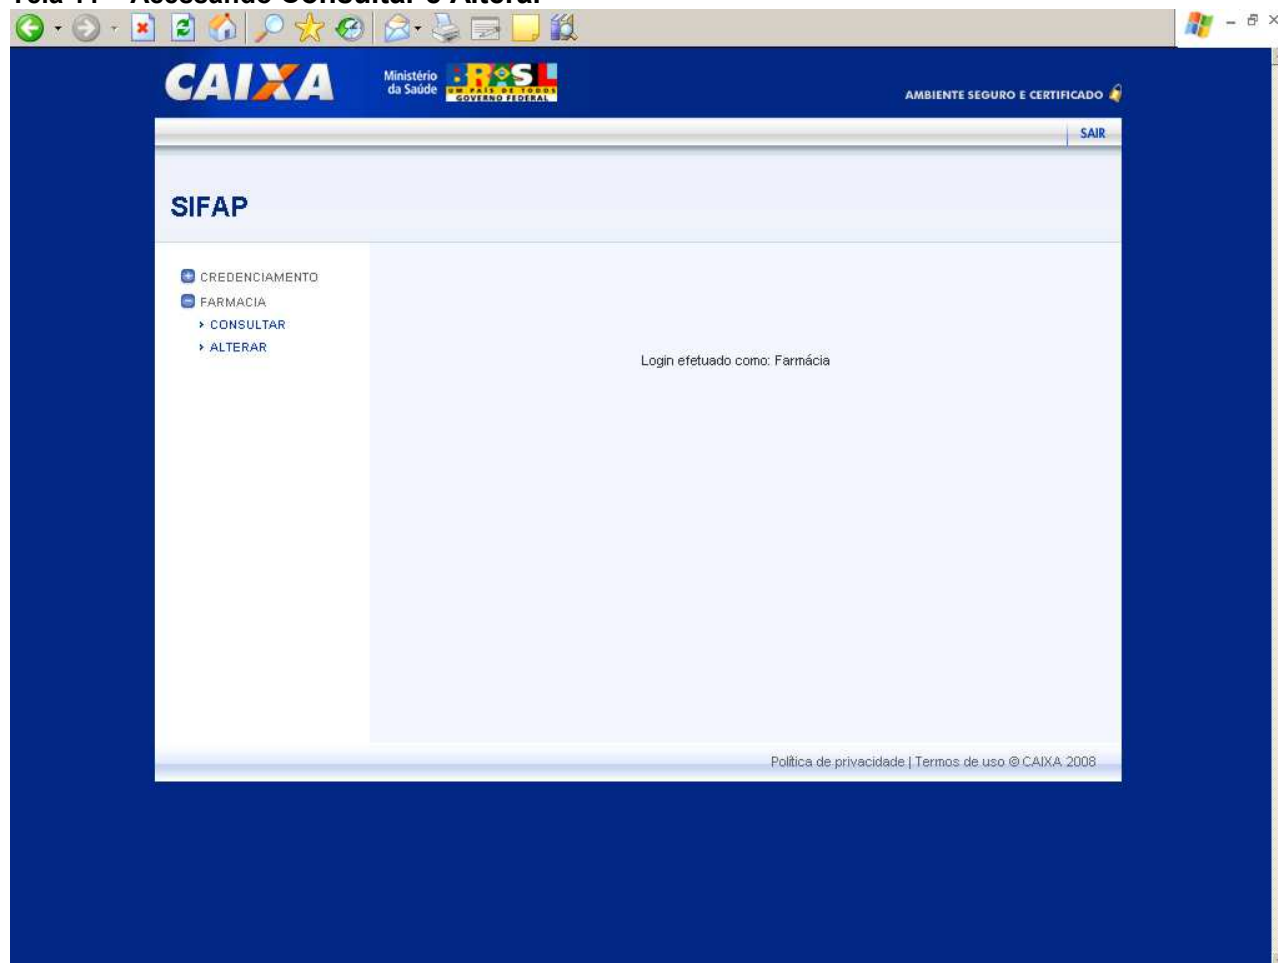 CAIXA
Ministério
da Saúde
BRASIL
UM PAÍS DE TODOS
GOVERNO FEDERAL
AMBIENTE SEGURO E CERTIFICADO
SAIR
SIFAP
CREDENCIAMENTO
FARMACIA
CONSULTAR
ALTERAR
Login efetuado como: Farmácia
Política de privacidade | Termos de uso © CAIXA 2008